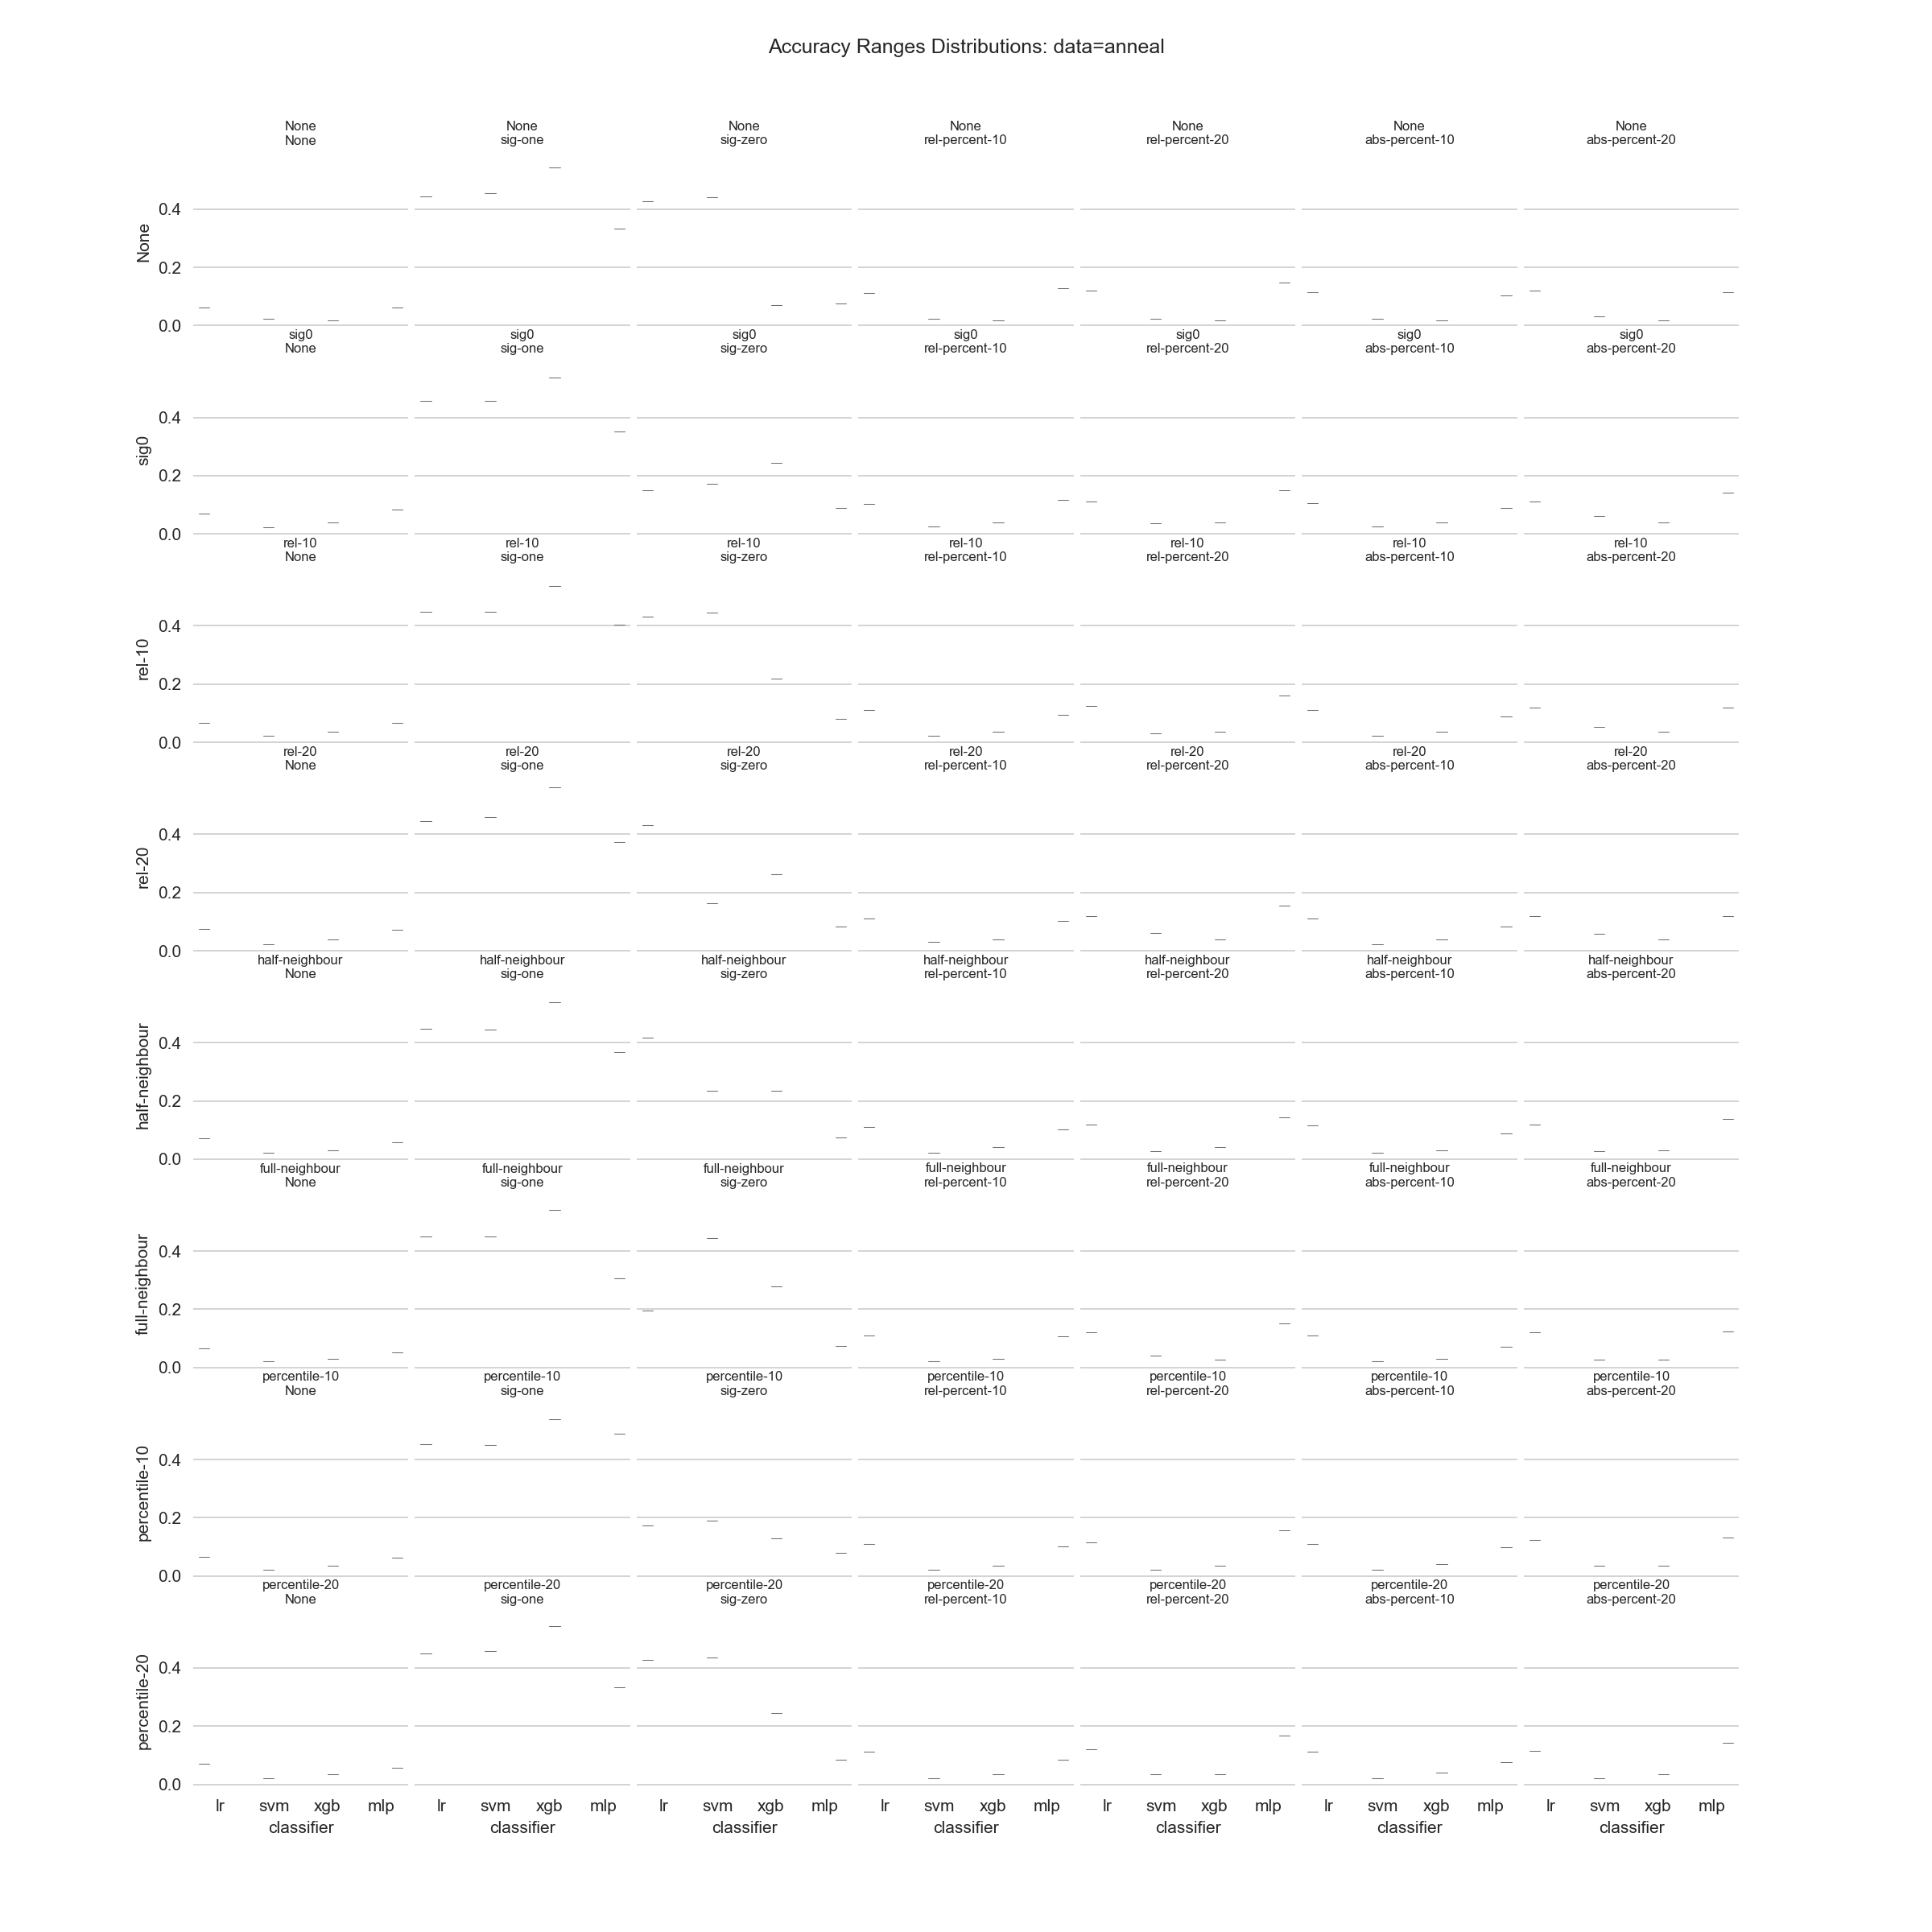 Accuracy Ranges Distributions: data=anneal
None None None None None None None
None sig-one sig-zero rel-percent-10 rel-percent-20 abs-percent-10 abs-percent-20
0.4
None
0.2
0.0
sig0 sig0 sig0 sig0 sig0 sig0 sig0
None sig-one sig-zero rel-percent-10 rel-percent-20 abs-percent-10 abs-percent-20
0.4
sig0
0.2
0.0
rel-10 rel-10 rel-10 rel-10 rel-10 rel-10 rel-10
None sig-one sig-zero rel-percent-10 rel-percent-20 abs-percent-10 abs-percent-20
0.4
rel-10
0.2
0.0
rel-20 rel-20 rel-20 rel-20 rel-20 rel-20 rel-20
None sig-one sig-zero rel-percent-10 rel-percent-20 abs-percent-10 abs-percent-20
0.4
rel-20
0.2
0.0
half-neighbour half-neighbour half-neighbour half-neighbour half-neighbour half-neighbour half-neighbour
None sig-one sig-zero rel-percent-10 rel-percent-20 abs-percent-10 abs-percent-20
0.4
half-neighbour
0.2
0.0
full-neighbour full-neighbour full-neighbour full-neighbour full-neighbour full-neighbour full-neighbour
None sig-one sig-zero rel-percent-10 rel-percent-20 abs-percent-10 abs-percent-20
0.4
full-neighbour
0.2
0.0
percentile-10 percentile-10 percentile-10 percentile-10 percentile-10 percentile-10 percentile-10
None sig-one sig-zero rel-percent-10 rel-percent-20 abs-percent-10 abs-percent-20
0.4
percentile-10
0.2
0.0
percentile-20 percentile-20 percentile-20 percentile-20 percentile-20 percentile-20 percentile-20
None sig-one sig-zero rel-percent-10 rel-percent-20 abs-percent-10 abs-percent-20
0.4
percentile-20
0.2
0.0
lr svm xgb mlp lr svm xgb mlp lr svm xgb mlp lr svm xgb mlp lr svm xgb mlp lr svm xgb mlp lr svm xgb mlp
classifier classifier classifier classifier classifier classifier classifier